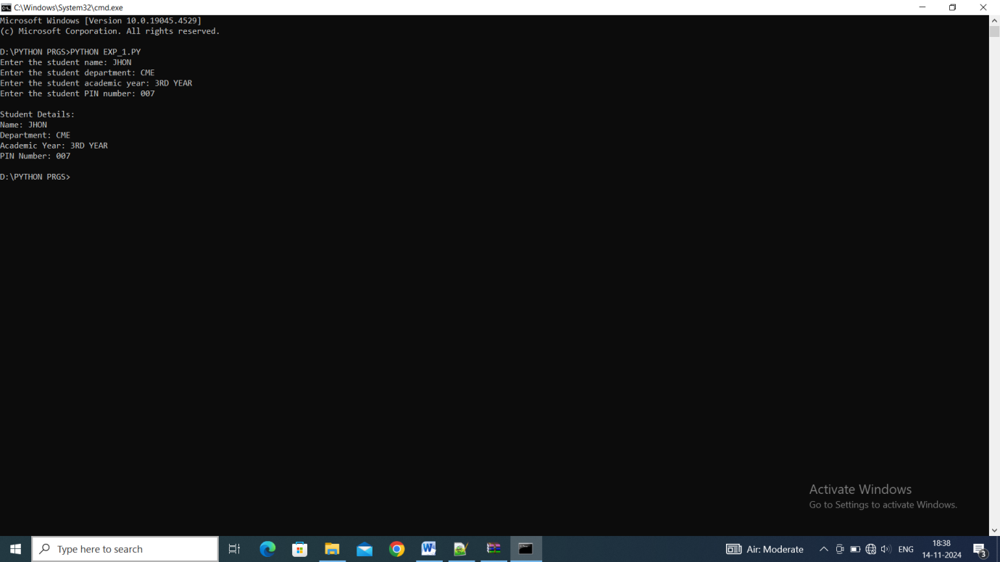 C:\Windows\System32\cmd.exe
Microsoft Windows [Version 10.0.19045.4529]
(c) Microsoft Corporation. All rights reserved.
D:\PYTHON PRGS>PYTHON EXP_1.PY
Enter the student name: JHON
Enter the student department: CME
Enter the student academic year: 3RD YEAR
Enter the student PIN number: 007
Student Details:
Name: JHON
Department: CME
Academic Year: 3RD YEAR
PIN Number: 007
D:\PYTHON PRGS>
Activate Windows
Go to Settings to activate Windows.
Type here to search
Air: Moderate
ENG
18:38
14-11-2024
3